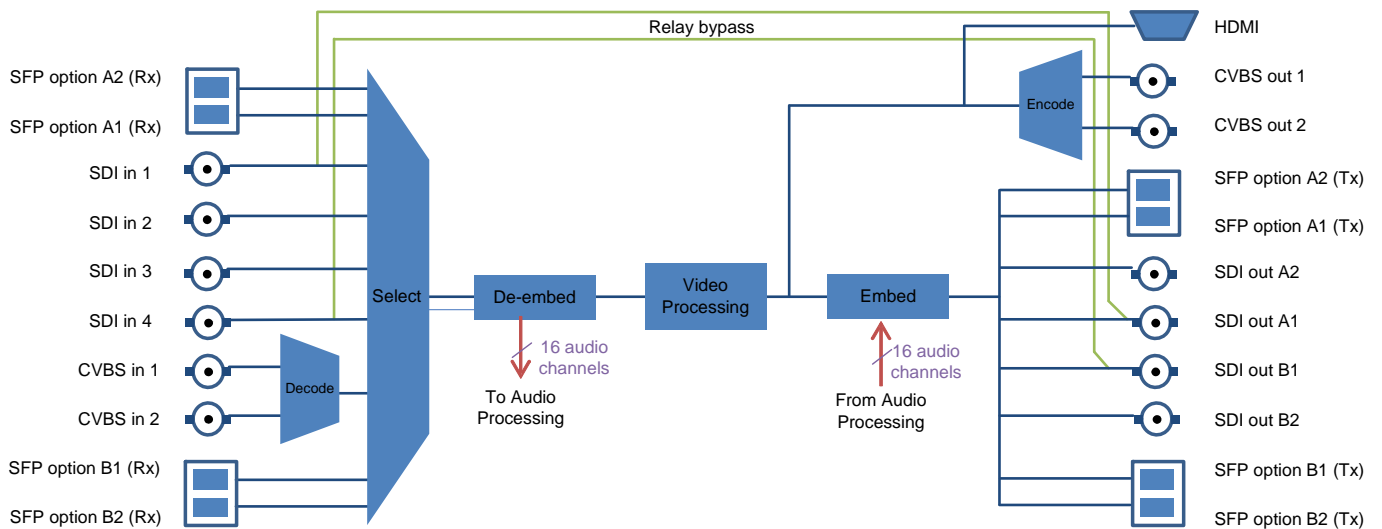 Relay bypass
SFP option A2 (Rx)
SFP option A1 (Rx)
SDI in 1
SDI in 2
SDI in 3
SDI in 4
CVBS in 1
CVBS in 2
SFP option B1 (Rx)
SFP option B2 (Rx)
Decode
Select
De-embed
16 audio
channels
To Audio
Processing
Video
Processing
Embed
16 audio
channels
From Audio
Processing
Encode
HDMI
CVBS out 1
CVBS out 2
SFP option A2 (Tx)
SFP option A1 (Tx)
SDI out A2
SDI out A1
SDI out B1
SDI out B2
SFP option B1 (Tx)
SFP option B2 (Tx)